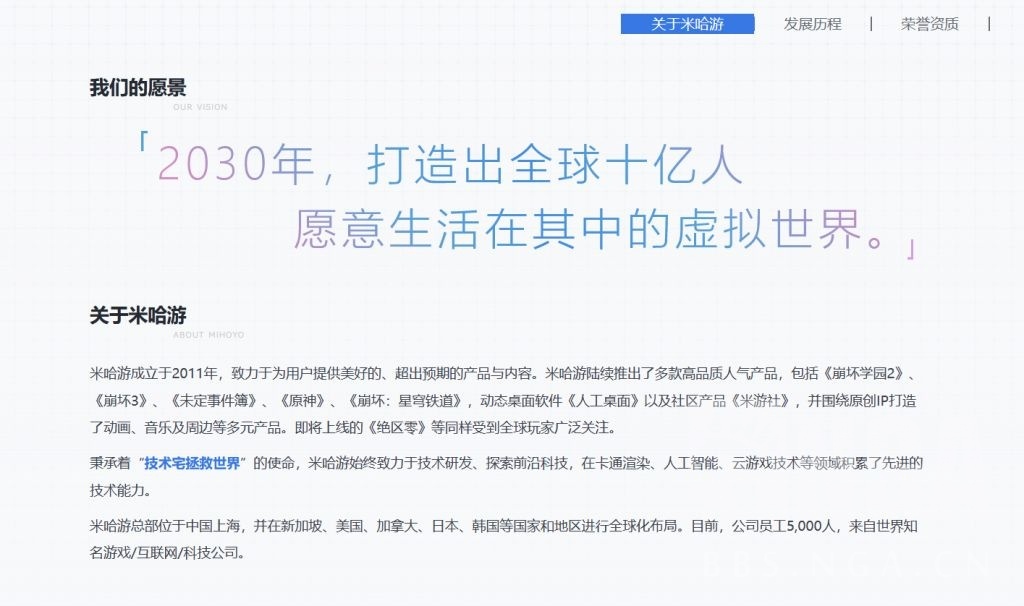 关于米哈游 发展历程 | 荣誉资质 |
我们的愿景
OUR VISION
「2030年，打造出全球十亿人
愿意生活在其中的虚拟世界。」
关于米哈游
ABOUT MIHOYO
米哈游成立于2011年，致力于为用户提供美好的、超出预期的产品与内容。米哈游陆续推出了多款高品质人气产品，包括《崩坏学园2》、
《崩坏3》、《未定事件簿》、《原神》、《崩坏：星穹铁道》，动态桌面软件《人工桌面》以及社区产品《米游社》，并围绕原创IP打造
了动画、音乐及周边等多元产品。即将上线的《绝区零》等同样受到全球玩家广泛关注。
秉承着“技术宅拯救世界”的使命，米哈游始终致力于技术研发、探索前沿科技，在卡通渲染、人工智能、云游戏技术等领域积累了先进的
技术能力。
米哈游总部位于中国上海，并在新加坡、美国、加拿大、日本、韩国等国家和地区进行全球化布局。目前，公司员工5,000人，来自世界知
名游戏/互联网/科技公司。
BBS.NGA.CN